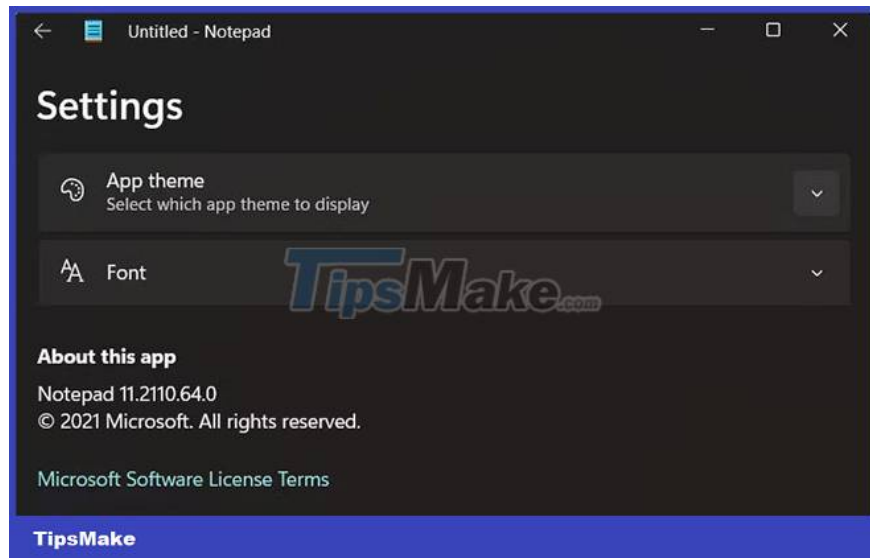 Untitled - Notepad
Settings
App theme
Select which app theme to display
Font
TipsMake.com
About this app
Notepad 11.2110.64.0
© 2021 Microsoft. All rights reserved.
Microsoft Software License Terms
TipsMake